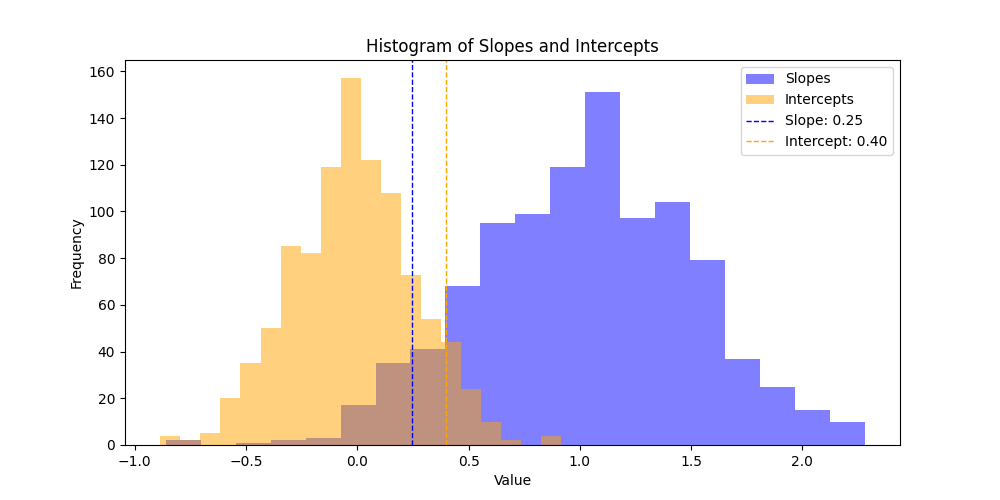 Histogram of Slopes and Intercepts
Frequency
160
140
120
100
80
60
40
20
0
−1.0
−0.5
0.0
0.5
1.0
1.5
2.0
Value
Slopes
Intercepts
Slope: 0.25
Intercept: 0.40